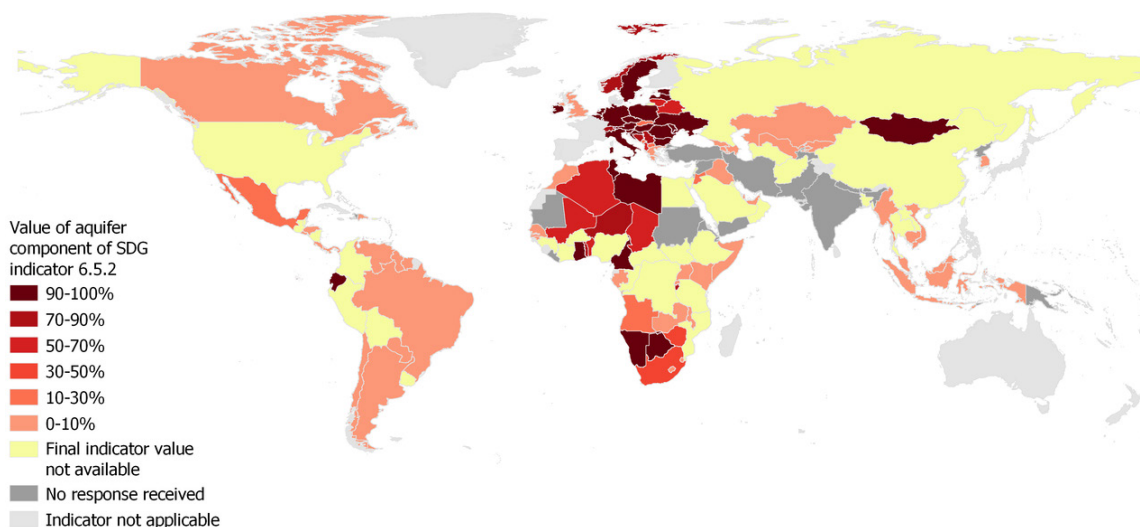 Value of aquifer
component of SDG
indicator 6.5.2
90-100%
70-90%
50-70%
30-50%
10-30%
0-10%
Final indicator value
not available
No response received
Indicator not applicable